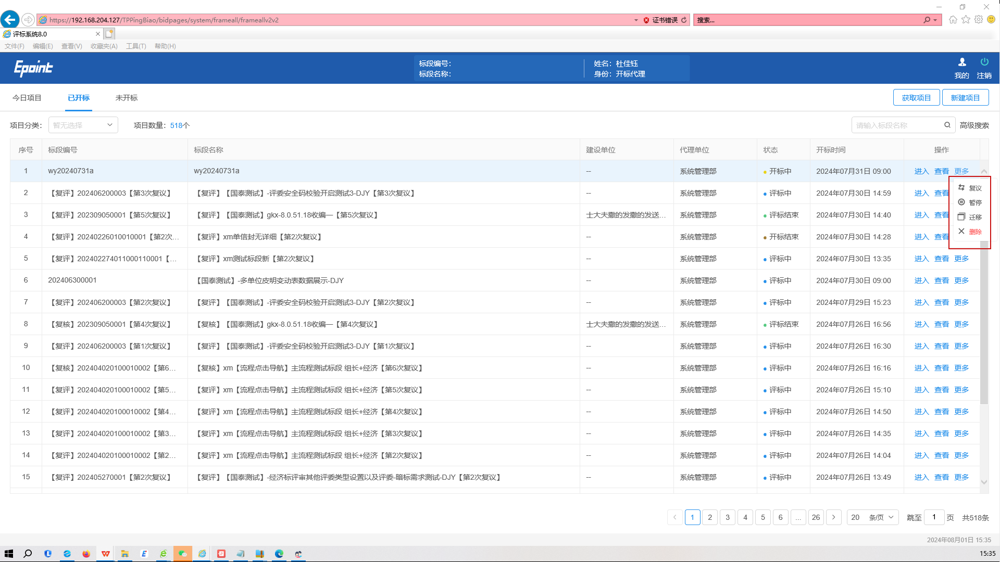 https://192.168.204.127/TPPingBiao/bidpages/system/frameall/frameallv2v2
证书错误
搜索...
评标系统8.0
文件(F) 编辑(E) 查看(V) 收藏夹(A) 工具(T) 帮助(H)
Epoint
标段编号：
标段名称：
姓名：杜佳钰
身份：开标代理
我的
注销
今日项目 已开标 未开标
获取项目 新建项目
项目分类： 暂无选择 项目数量：518个
请输入标段名称 高级搜索
序号 标段编号 标段名称 建设单位 代理单位 状态 开标时间 操作
1 wy20240731a wy20240731a -- 系统管理部 开标中 2024年07月31日 09:00 进入 查看 更多
2 【复评】202406200003【第3次复议】 【复评】【国泰测试】-评委安全码校验开启测试3-DJY【第3次复议】 -- 系统管理部 评标中 2024年07月30日 14:59 进入 查看
3 【复评】202309050001【第5次复议】 【复评】【国泰测试】gkx-8.0.51.18收编一【第5次复议】 士大夫撒的发撒的发送... 系统管理部 评标结束 2024年07月30日 14:40 进入 查看
4 【复评】20240226010010001【第2次... 【复评】xm单信封无详细【第2次复议】 -- 系统管理部 开标结束 2024年07月30日 14:28 进入 查看
复议
暂停
迁移
删除
5 【复评】202402274011000110001【... 【复评】xm测试标段新【第2次复议】 -- 系统管理部 评标中 2024年07月30日 13:35 进入 查看 更多
6 202406300001 【国泰测试】-多单位皮明变动表数据展示-DJY -- 系统管理部 评标中 2024年07月30日 09:00 进入 查看 更多
7 【复评】202406200003【第2次复议】 【复评】【国泰测试】-评委安全码校验开启测试3-DJY【第2次复议】 -- 系统管理部 评标中 2024年07月29日 15:23 进入 查看 更多
8 【复核】202309050001【第4次复议】 【复核】【国泰测试】gkx-8.0.51.18收编一【第4次复议】 士大夫撒的发撒的发送... 系统管理部 评标结束 2024年07月26日 16:56 进入 查看 更多
9 【复评】202406200003【第1次复议】 【复评】【国泰测试】-评委安全码校验开启测试3-DJY【第1次复议】 -- 系统管理部 评标中 2024年07月26日 16:30 进入 查看 更多
10 【复核】202404020100010002【第6... 【复核】xm【流程点击导航】主流程测试标段 组长+经济【第6次复议】 -- 系统管理部 评标中 2024年07月26日 16:16 进入 查看 更多
11 【复评】202404020100010002【第5... 【复评】xm【流程点击导航】主流程测试标段 组长+经济【第5次复议】 -- 系统管理部 评标中 2024年07月26日 15:10 进入 查看 更多
12 【复评】202404020100010002【第4... 【复评】xm【流程点击导航】主流程测试标段 组长+经济【第4次复议】 -- 系统管理部 评标中 2024年07月26日 14:50 进入 查看 更多
13 【复评】202404020100010002【第3... 【复评】xm【流程点击导航】主流程测试标段 组长+经济【第3次复议】 -- 系统管理部 评标中 2024年07月26日 14:35 进入 查看 更多
14 【复评】202404020100010002【第2... 【复评】xm【流程点击导航】主流程测试标段 组长+经济【第2次复议】 -- 系统管理部 评标中 2024年07月26日 14:04 进入 查看 更多
15 【复评】202405270001【第2次复议】 【复评】【国泰测试】-经济标评审其他评委类型设置以及评委-暗标需求测试-DJY【第2次复议】 -- 系统管理部 评标中 2024年07月26日 13:49 进入 查看 更多
1 2 3 4 5 6 ... 26 20 条/页 跳至 1 页 共518条
2024年08月01日 15:35
15:35